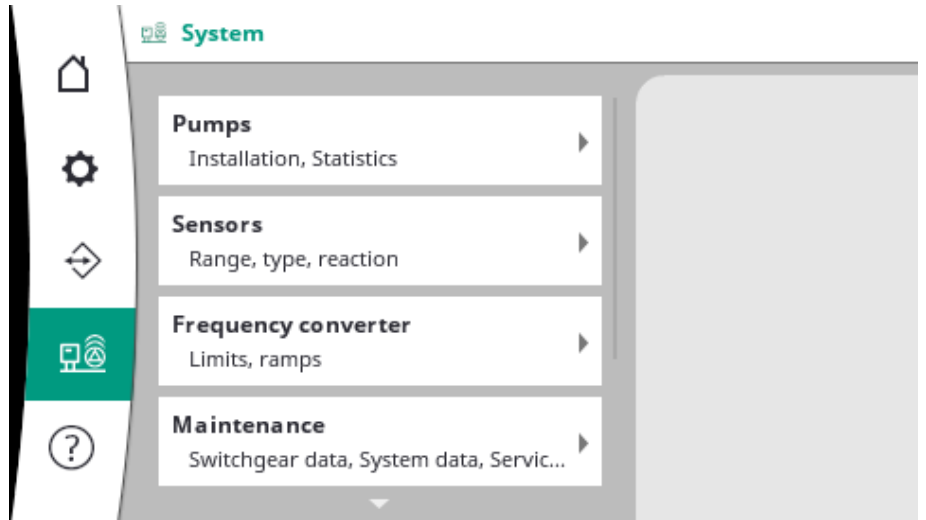 System
Pumps
Installation, Statistics
Sensors
Range, type, reaction
Frequency converter
Limits, ramps
Maintenance
Switchgear data, System data, Servic...
?